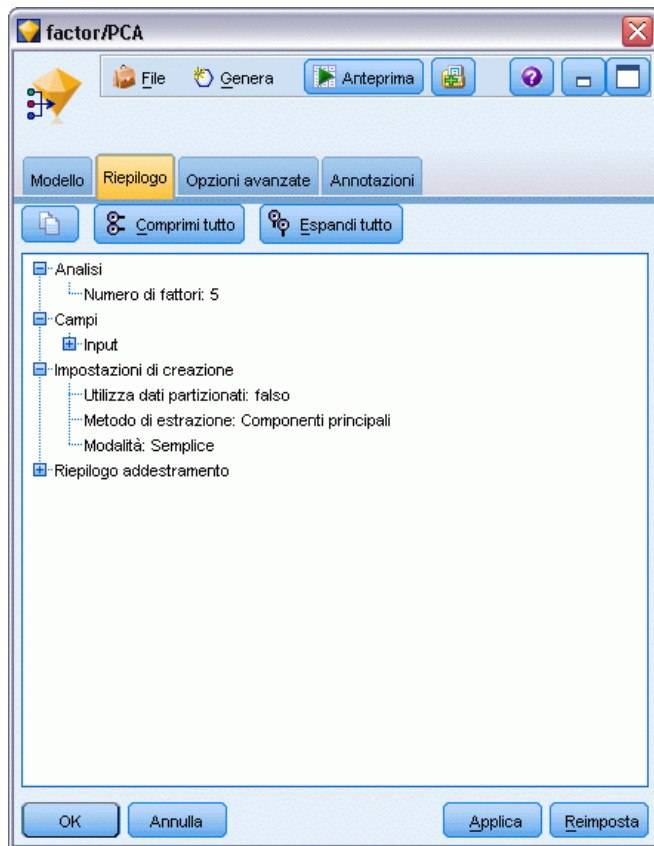 factor/PCA
File Genera Anteprima
Modello Riepilogo Opzioni avanzate Annotazioni
Comprimi tutto Espandi tutto
Analisi
Numero di fattori: 5
Campi
Input
Impostazioni di creazione
Utilizza dati partizionati: falso
Metodo di estrazione: Componenti principali
Modalità: Semplice
Riepilogo addestramento
OK Annulla Applica Reimposta